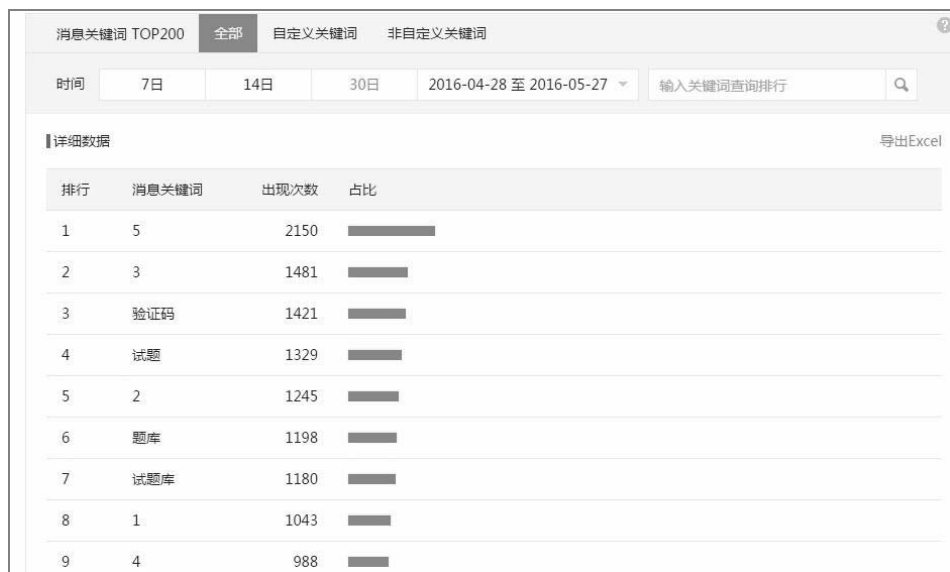 消息关键词 TOP200 全部 自定义关键词 非自定义关键词 ?
时间 7日 14日 30日 2016-04-28 至 2016-05-27 输入关键词查询排行
详细数据 导出Excel
排行 消息关键词 出现次数 占比
1 5 2150
2 3 1481
3 验证码 1421
4 试题 1329
5 2 1245
6 题库 1198
7 试题库 1180
8 1 1043
9 4 988